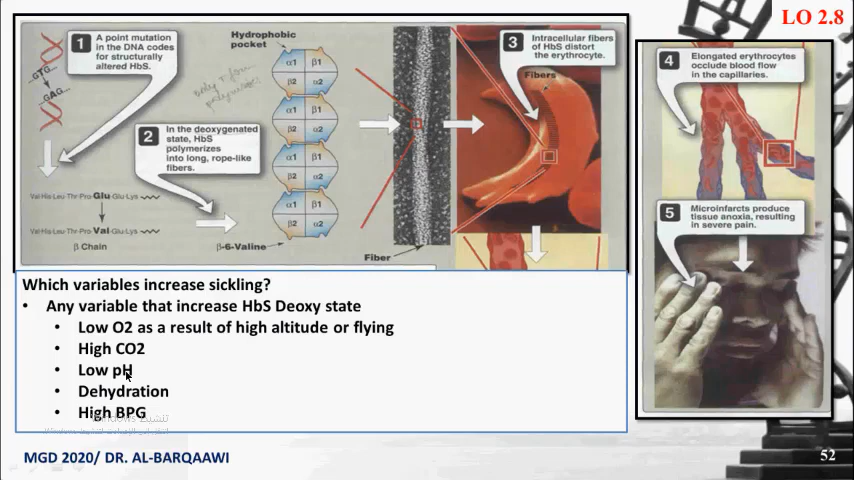 LO 2.8
1
A point mutation
in the DNA codes
for structurally
altered HbS.
GTG
GAG
Hydrophobic
pocket
α1 β1
β2 α2
α1 β1
β2 α2
α1 β1
β2 α2
α1 β1
β2 α2
2
In the deoxygenated
state, HbS
polymerizes
into long, rope-like
fibers.
Val-His-Leu-Thr-Pro-Glu-Glu-Lys
Val-His-Leu-Thr-Pro-Val-Glu-Lys
β Chain
β-6-Valine
Fiber
3
Intracellular fibers
of HbS distort
the erythrocyte.
Fibers
4
Elongated erythrocytes
occlude blood flow
in the capillaries.
5
Microinfarcts produce
tissue anoxia, resulting
in severe pain.
Which variables increase sickling?
• Any variable that increase HbS Deoxy state
• Low O2 as a result of high altitude or flying
• High CO2
• Low pH
• Dehydration
• High BPG
MGD 2020/ DR. AL-BARQAAWI
52